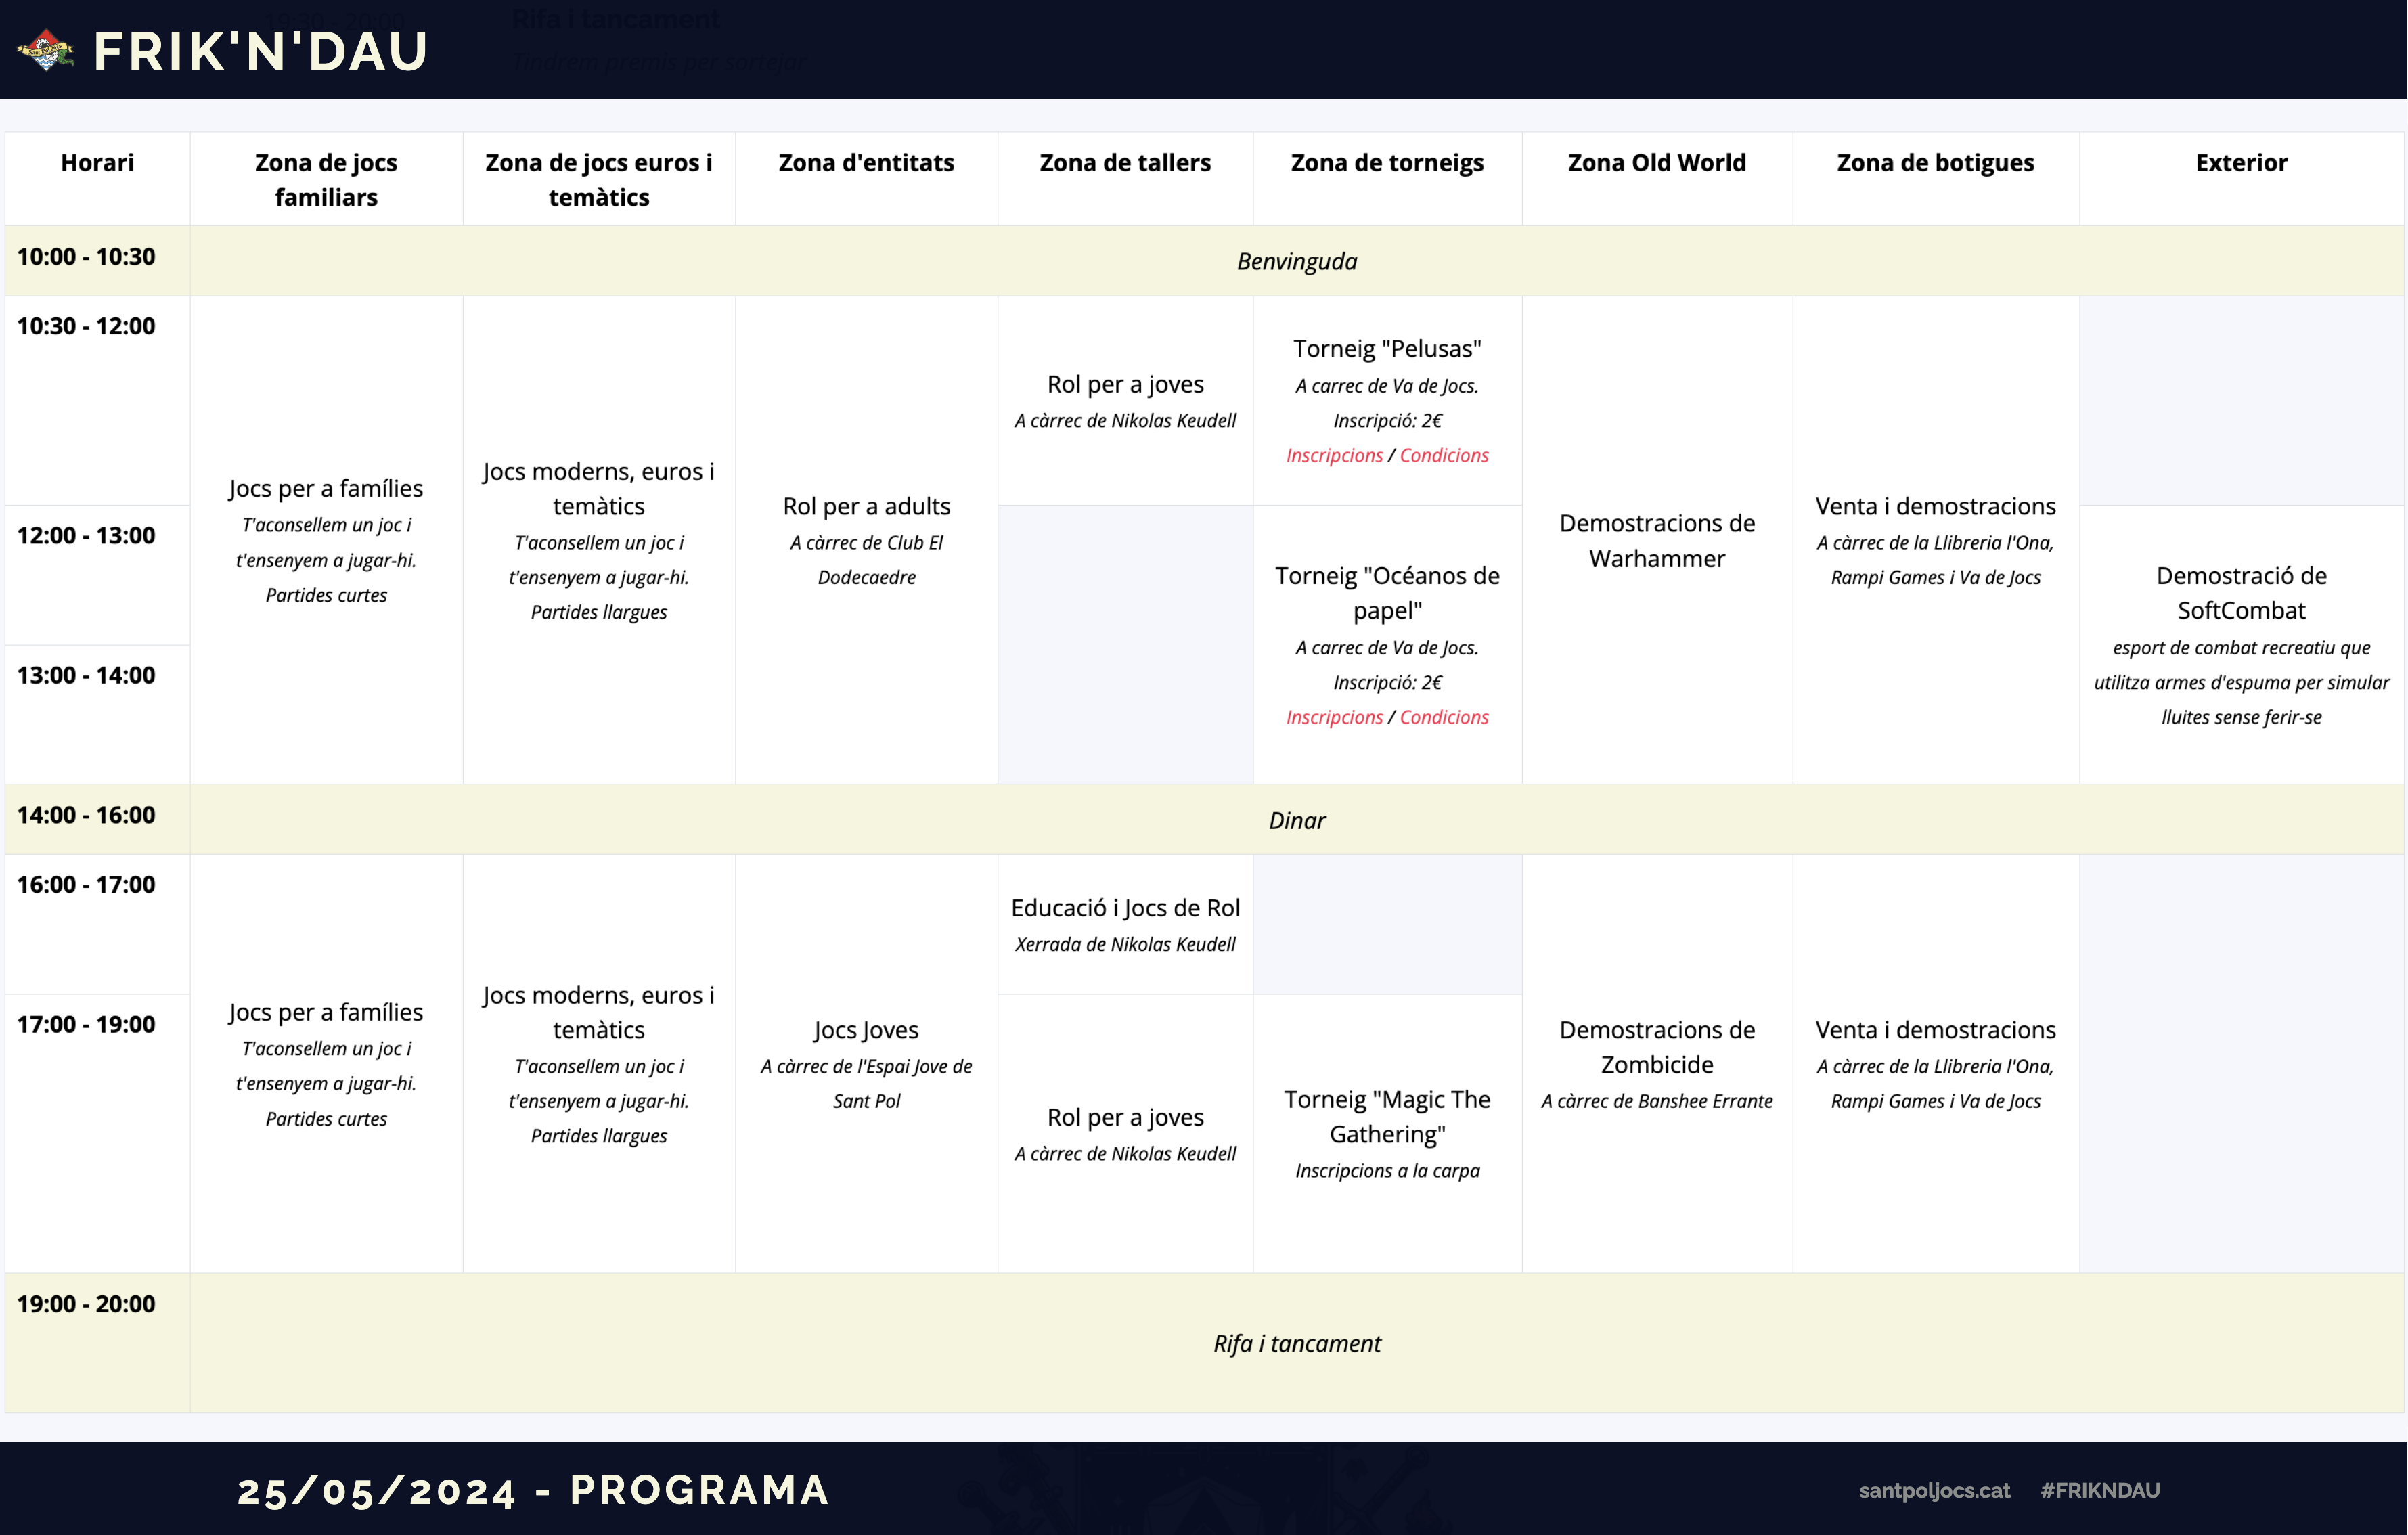 19:30 - 20:00
Rifa i tancament
Tindrem premis per sortejar
FRIK'N'DAU
Horari
Zona de jocs
familiars
Zona de jocs euros i
temàtics
Zona d'entitats
Zona de tallers
Zona de torneigs
Zona Old World
Zona de botigues
Exterior
10:00 - 10:30
Benvinguda
10:30 - 12:00
12:00 - 13:00
13:00 - 14:00
Jocs per a famílies
T'aconsellem un joc i
t'ensenyem a jugar-hi.
Partides curtes
Jocs moderns, euros i
temàtics
T'aconsellem un joc i
t'ensenyem a jugar-hi.
Partides llargues
Rol per a adults
A càrrec de Club El
Dodecaedre
Rol per a joves
A càrrec de Nikolas Keudell
Torneig "Pelusas"
A carrec de Va de Jocs.
Inscripció: 2€
Inscripcions / Condicions
Torneig "Océanos de
papel"
A carrec de Va de Jocs.
Inscripció: 2€
Inscripcions / Condicions
Demostracions de
Warhammer
Venta i demostracions
A càrrec de la Llibreria l'Ona,
Rampi Games i Va de Jocs
Demostració de
SoftCombat
esport de combat recreatiu que
utilitza armes d'espuma per simular
lluites sense ferir-se
14:00 - 16:00
Dinar
16:00 - 17:00
17:00 - 19:00
Jocs per a famílies
T'aconsellem un joc i
t'ensenyem a jugar-hi.
Partides curtes
Jocs moderns, euros i
temàtics
T'aconsellem un joc i
t'ensenyem a jugar-hi.
Partides llargues
Jocs Joves
A càrrec de l'Espai Jove de
Sant Pol
Educació i Jocs de Rol
Xerrada de Nikolas Keudell
Rol per a joves
A càrrec de Nikolas Keudell
Torneig "Magic The
Gathering"
Inscripcions a la carpa
Demostracions de
Zombicide
A càrrec de Banshee Errante
Venta i demostracions
A càrrec de la Llibreria l'Ona,
Rampi Games i Va de Jocs
19:00 - 20:00
Rifa i tancament
25/05/2024 - PROGRAMA
santpoljocs.cat
#FRIKNDAU